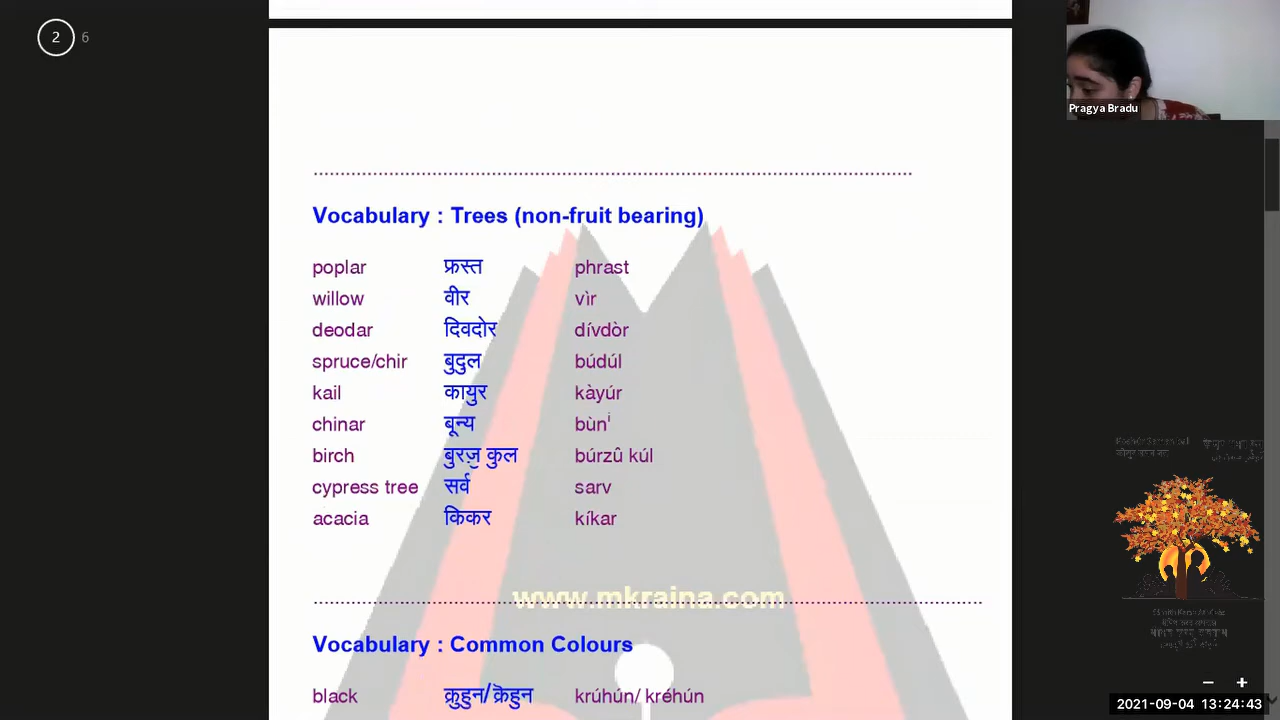 2 6
Pragya Bradu
Vocabulary : Trees (non-fruit bearing)
poplar फ्रस्त phrast
willow वीर vìr
deodar दिवदोर dívdòr
spruce/chir बुदुल búdúl
kail कायुर kàyúr
chinar बून्य bùnⁱ
birch बुरज़ॖ कुल búrzû kúl
cypress tree सर्व sarv
acacia किकर kíkar
www.mkraina.com
Vocabulary : Common Colours
black क्रुहुन/क्रेहुन krúhún/ kréhún
2021-09-04 13:24:43